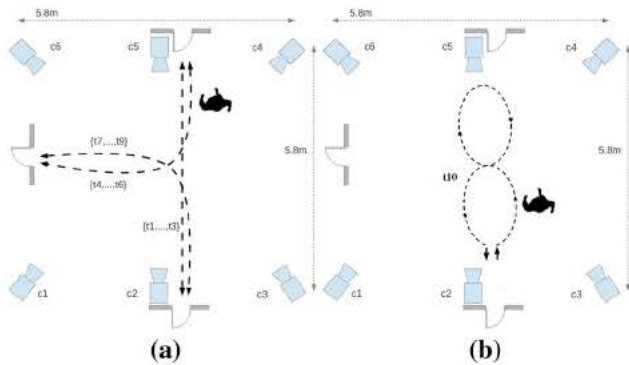 5.8m
5.8m
c6
c5
c4
c6
c5
c4
{t7,...,t9}
5.8m
5.8m
{t4,...,t6}
t10
{t1,...,t3}
c1
c2
c3
c1
c2
c3
(a)
(b)